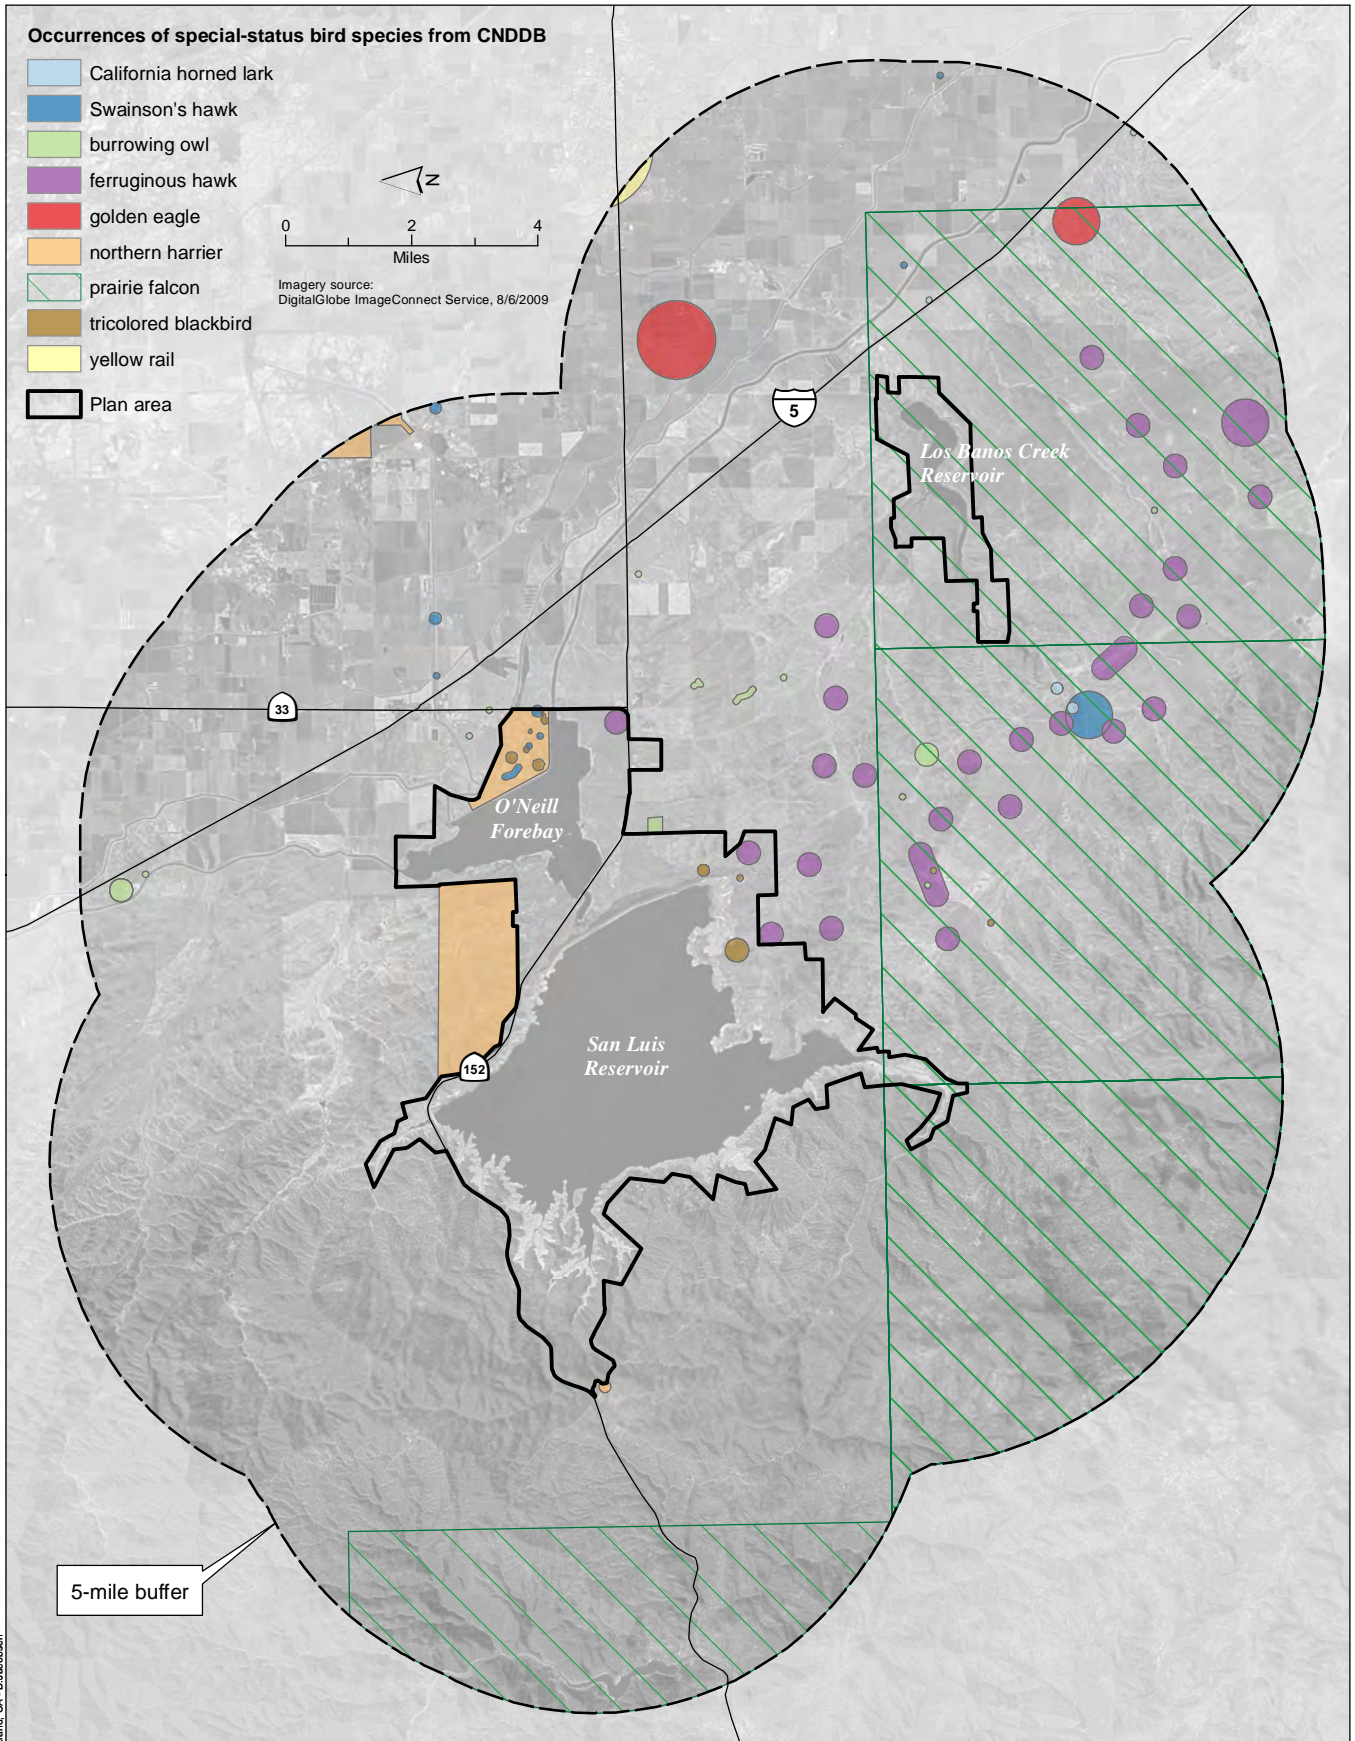 Occurrences of special-status bird species from CNDDB
California horned lark
Swainson's hawk
burrowing owl
ferruginous hawk
golden eagle
northern harrier
prairie falcon
tricolored blackbird
yellow rail
Plan area
N
0 2 4
Miles
Imagery source:
DigitalGlobe ImageConnect Service, 8/6/2009
5
Los Banos Creek
Reservoir
33
O'Neill
Forebay
San Luis
Reservoir
152
5-mile buffer